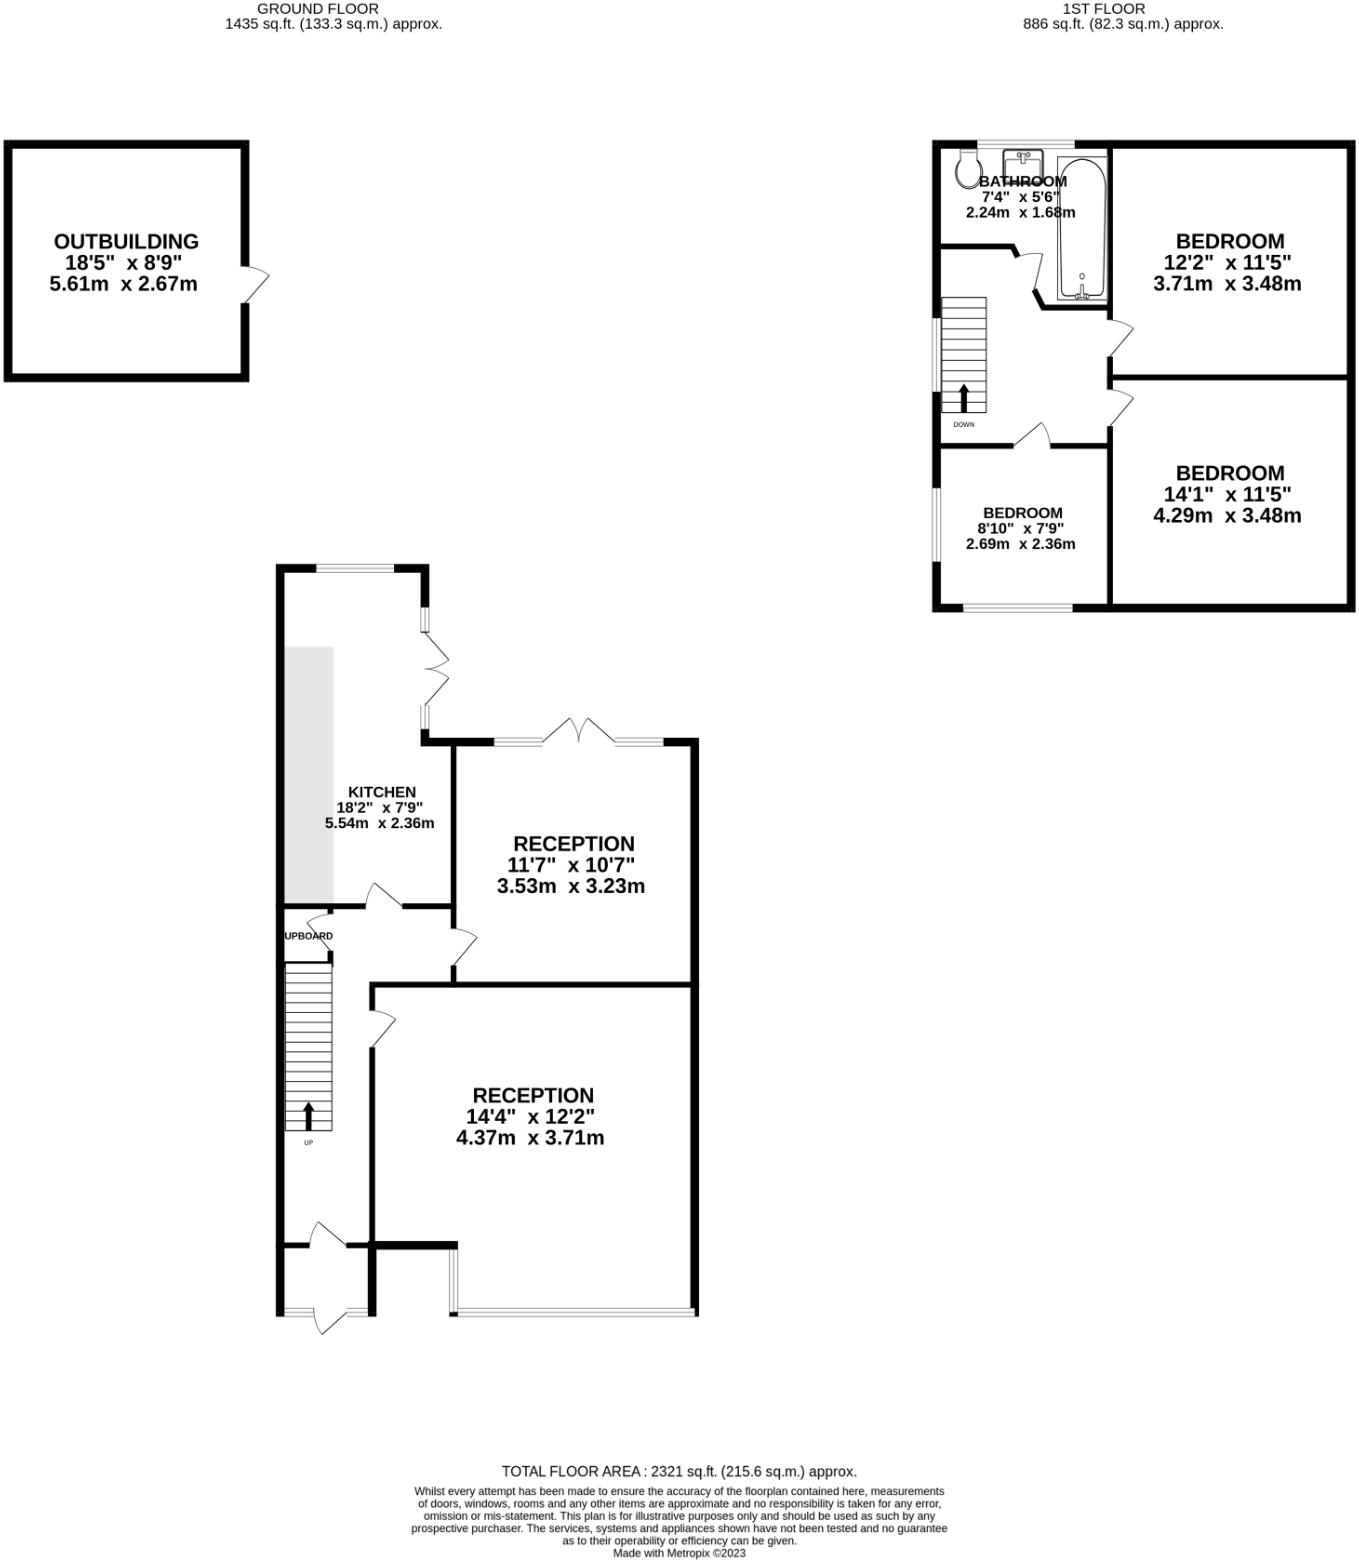 GROUND FLOOR
1435 sq.ft. (133.3 sq.m.) approx.
1ST FLOOR
886 sq.ft. (82.3 sq.m.) approx.
OUTBUILDING
18'5" x 8'9"
5.61m x 2.67m
BATHROOM
7'4" x 5'6"
2.24m x 1.68m
BEDROOM
12'2" x 11'5"
3.71m x 3.48m
DOWN
BEDROOM
14'1" x 11'5"
4.29m x 3.48m
BEDROOM
8'10" x 7'9"
2.69m x 2.36m
KITCHEN
18'2" x 7'9"
5.54m x 2.36m
RECEPTION
11'7" x 10'7"
3.53m x 3.23m
UPBOARD
RECEPTION
14'4" x 12'2"
4.37m x 3.71m
UP
TOTAL FLOOR AREA : 2321 sq.ft. (215.6 sq.m.) approx.
Whilst every attempt has been made to ensure the accuracy of the floorplan contained here, measurements
of doors, windows, rooms and any other items are approximate and no responsibility is taken for any error,
omission or mis-statement. This plan is for illustrative purposes only and should be used as such by any
prospective purchaser. The services, systems and appliances shown have not been tested and no guarantee
as to their operability or efficiency can be given.
Made with Metropix ©2023